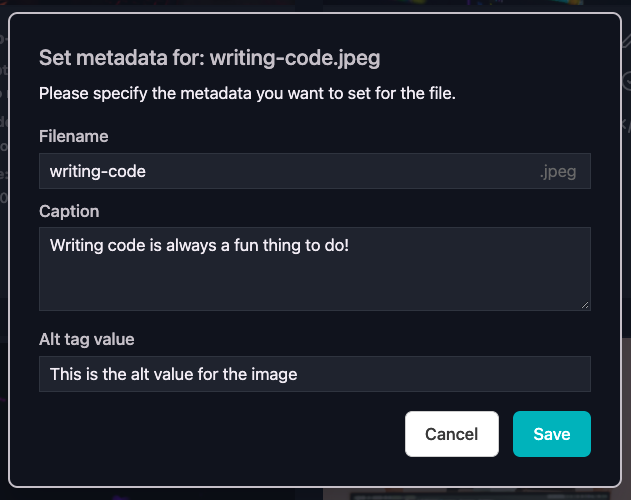 Set metadata for: writing-code.jpeg
Please specify the metadata you want to set for the file.
Filename
writing-code .jpeg
Caption
Writing code is always a fun thing to do!
Alt tag value
This is the alt value for the image
Cancel Save